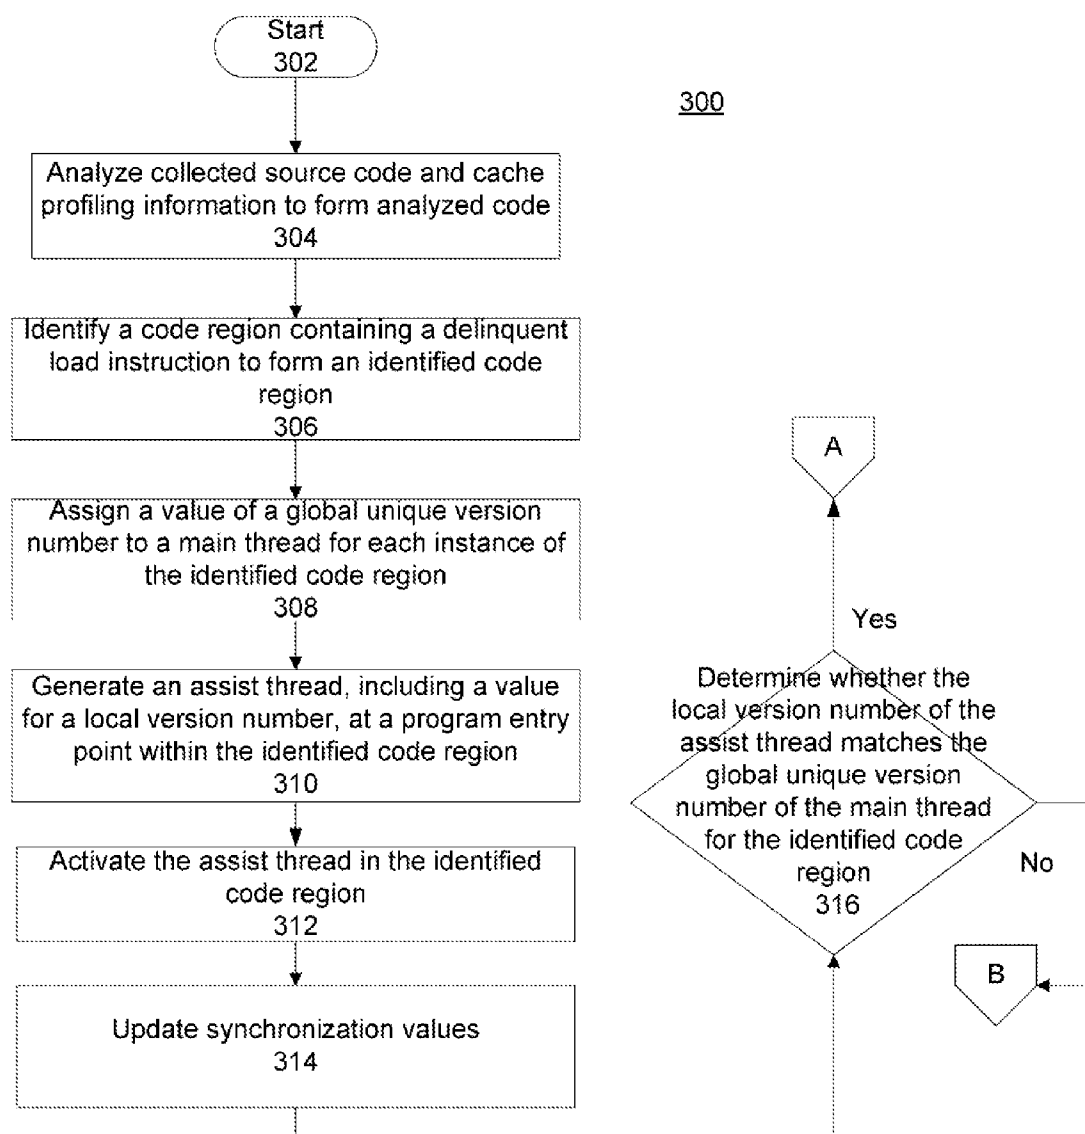 Start
302
300
Analyze collected source code and cache
profiling information to form analyzed code
304
Identify a code region containing a delinquent
load instruction to form an identified code
region
306
Assign a value of a global unique version
number to a main thread for each instance of
the identified code region
308
Generate an assist thread, including a value
for a local version number, at a program entry
point within the identified code region
310
Activate the assist thread in the identified
code region
312
Update synchronization values
314
A
Yes
Determine whether the
local version number of the
assist thread matches the
global unique version
number of the main thread
for the identified code
region
316
No
B